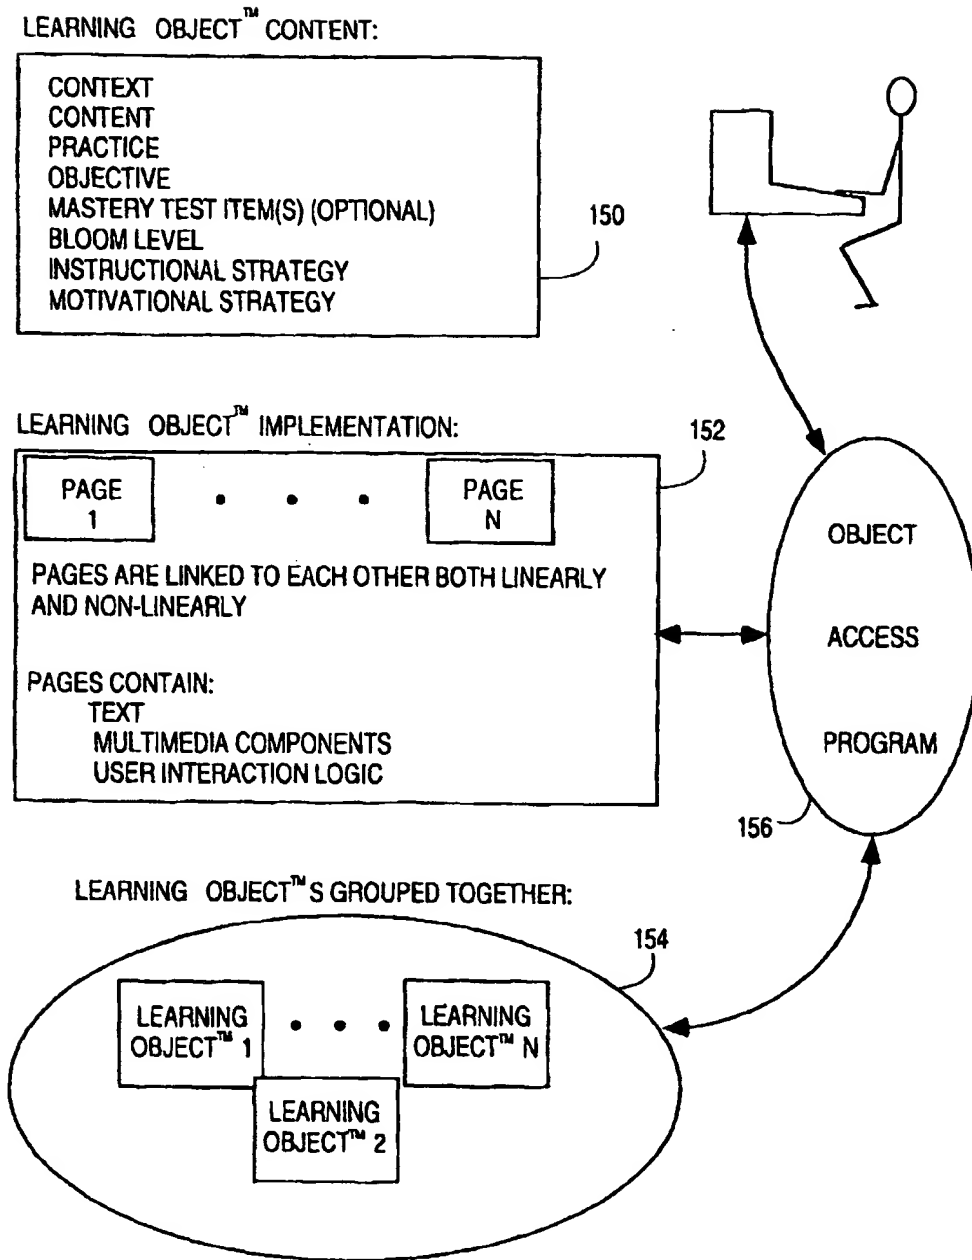 LEARNING OBJECT™ CONTENT:
CONTEXT
CONTENT
PRACTICE
OBJECTIVE
MASTERY TEST ITEM(S) (OPTIONAL)
BLOOM LEVEL
INSTRUCTIONAL STRATEGY
MOTIVATIONAL STRATEGY
150
LEARNING OBJECT™ IMPLEMENTATION:
152
PAGE
1
PAGE
N
PAGES ARE LINKED TO EACH OTHER BOTH LINEARLY
AND NON-LINEARLY
PAGES CONTAIN:
TEXT
MULTIMEDIA COMPONENTS
USER INTERACTION LOGIC
OBJECT
ACCESS
PROGRAM
156
LEARNING OBJECT™S GROUPED TOGETHER:
154
LEARNING
OBJECT™ 1
LEARNING
OBJECT™ N
LEARNING
OBJECT™ 2